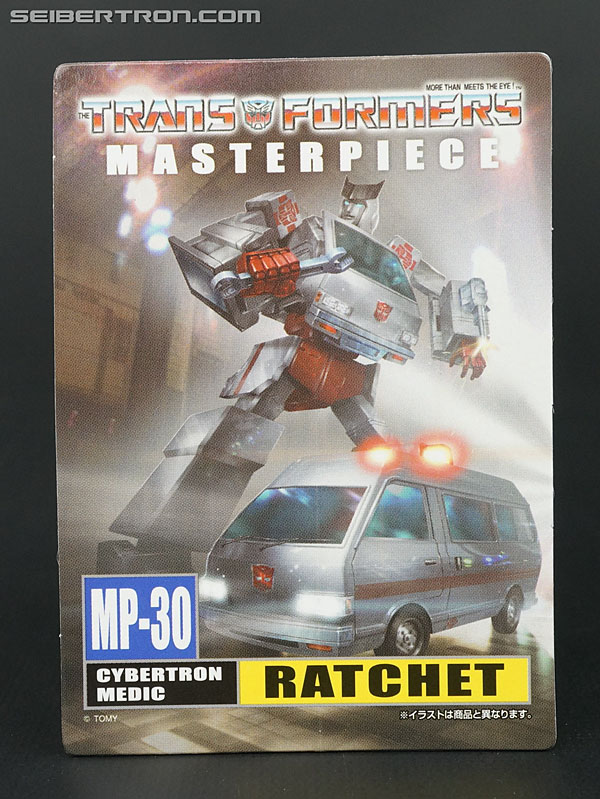 SEIBERTRON.COM
MORE THAN MEETS THE EYE! TM
THE TRANSFORMERS
MASTERPIECE
MP-30
CYBERTRON
MEDIC
RATCHET
© TOMY
※イラストは商品と異なります。